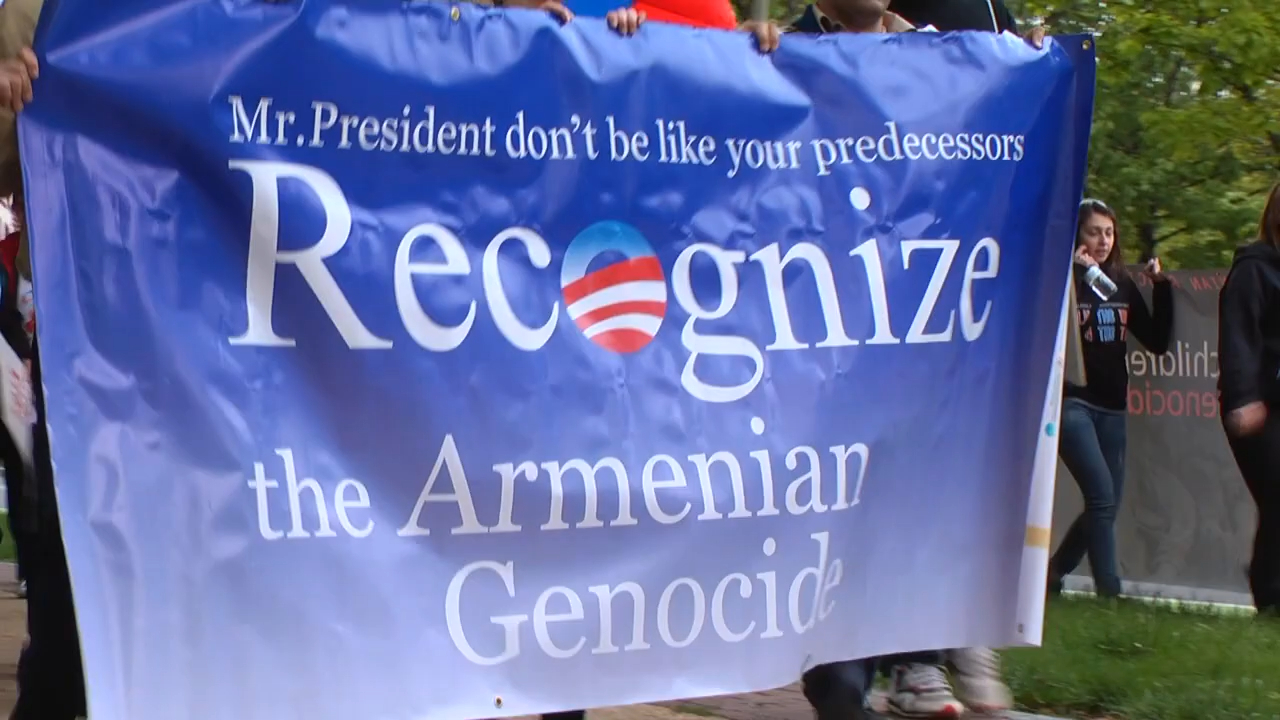 Mr. President don't be like your predecessors
Recognize
the Armenian
Genocide